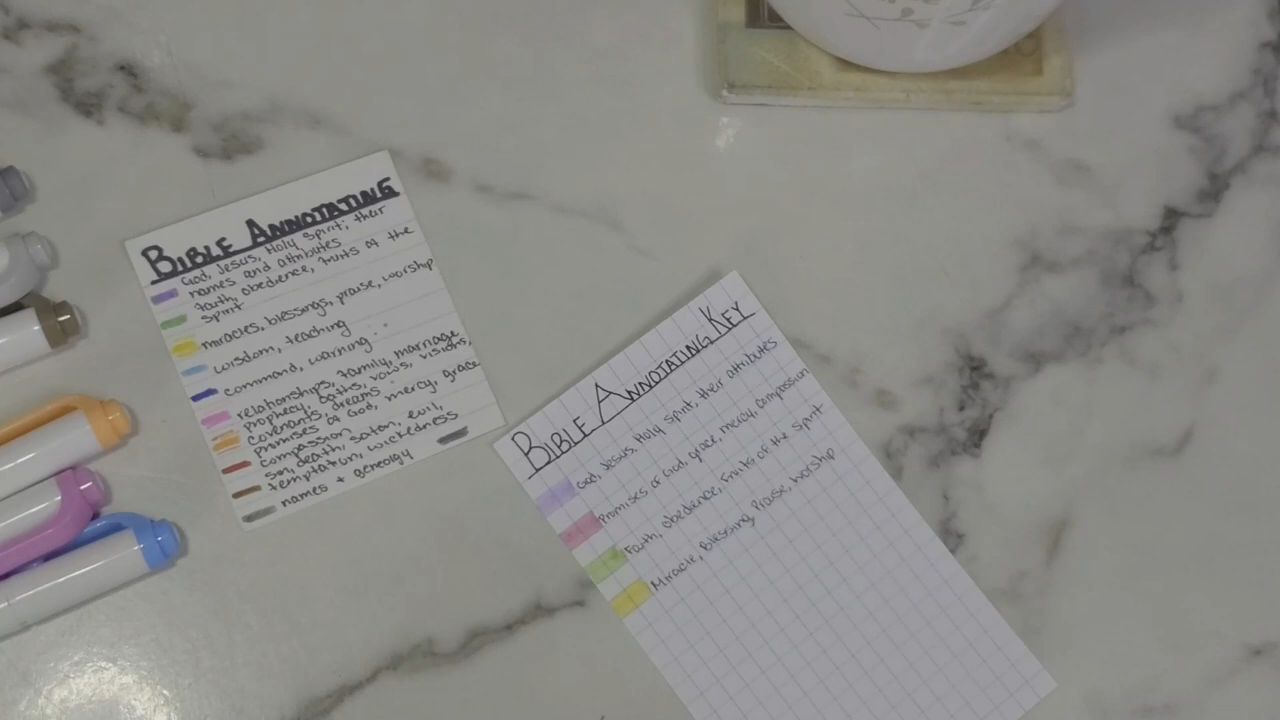 BIBLE ANNOTATING
God, Jesus, Holy Spirit, their
names and attributes
faith, obedience, fruits of the
spirit
miracles, blessings, praise, worship
wisdom, teaching
command, warning
relationships, family, marriage
prophecy, oaths, vows, visions,
covenants, dreams
promises of God, mercy, grace
compassion
sin, death, satan, evil,
temptation, wickedness
names + geneolgy
BIBLE ANNOTATING KEY
God, Jesus, Holy Spirit, their attributes
Promises of God, grace, mercy, compassion
Faith, obedience, Fruits of the Spirit
Miracle, Blessing, Praise, Worship